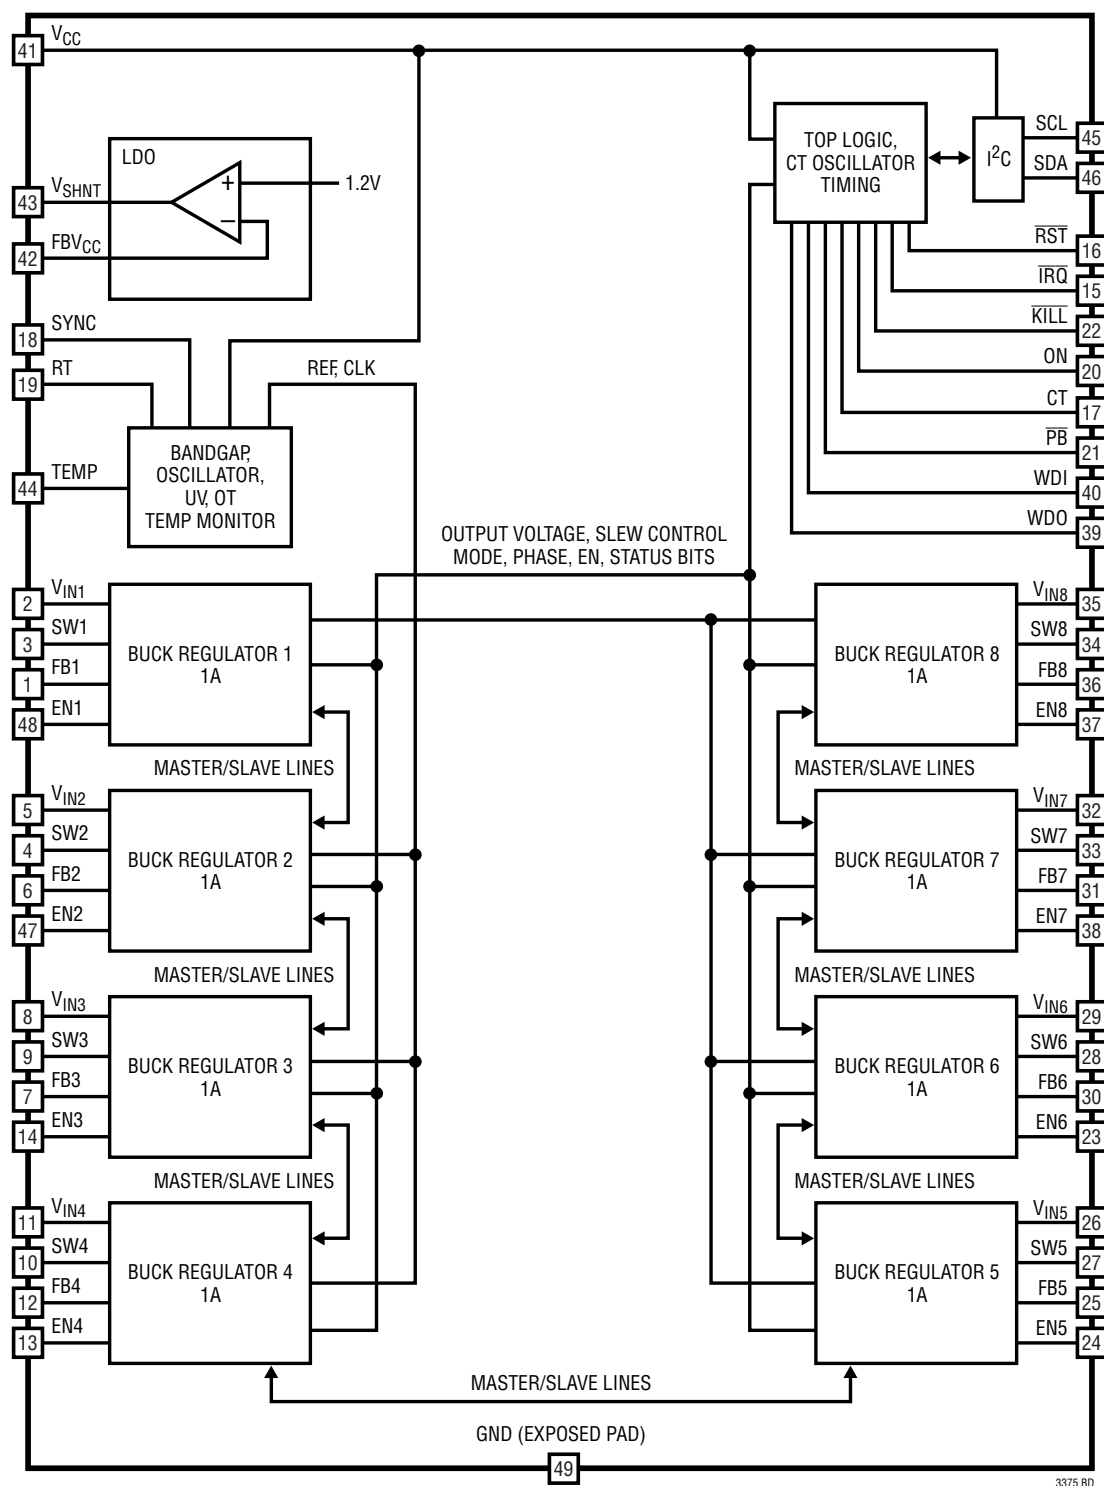 41 VCC
LDO
+
−
1.2V
43 VSHNT
42 FBVCC
18 SYNC
19 RT
REF, CLK
44 TEMP
BANDGAP,
OSCILLATOR,
UV, OT
TEMP MONITOR
TOP LOGIC,
CT OSCILLATOR
TIMING
I²C
SCL 45
SDA 46
RST 16
IRQ 15
KILL 22
ON 20
CT 17
PB 21
WDI 40
WDO 39
OUTPUT VOLTAGE, SLEW CONTROL
MODE, PHASE, EN, STATUS BITS
2 VIN1
3 SW1
1 FB1
48 EN1
BUCK REGULATOR 1
1A
MASTER/SLAVE LINES
5 VIN2
4 SW2
6 FB2
47 EN2
BUCK REGULATOR 2
1A
MASTER/SLAVE LINES
8 VIN3
9 SW3
7 FB3
14 EN3
BUCK REGULATOR 3
1A
MASTER/SLAVE LINES
11 VIN4
10 SW4
12 FB4
13 EN4
BUCK REGULATOR 4
1A
BUCK REGULATOR 8
1A
VIN8 35
SW8 34
FB8 36
EN8 37
MASTER/SLAVE LINES
BUCK REGULATOR 7
1A
VIN7 32
SW7 33
FB7 31
EN7 38
MASTER/SLAVE LINES
BUCK REGULATOR 6
1A
VIN6 29
SW6 28
FB6 30
EN6 23
MASTER/SLAVE LINES
BUCK REGULATOR 5
1A
VIN5 26
SW5 27
FB5 25
EN5 24
MASTER/SLAVE LINES
GND (EXPOSED PAD)
49
3375 BD